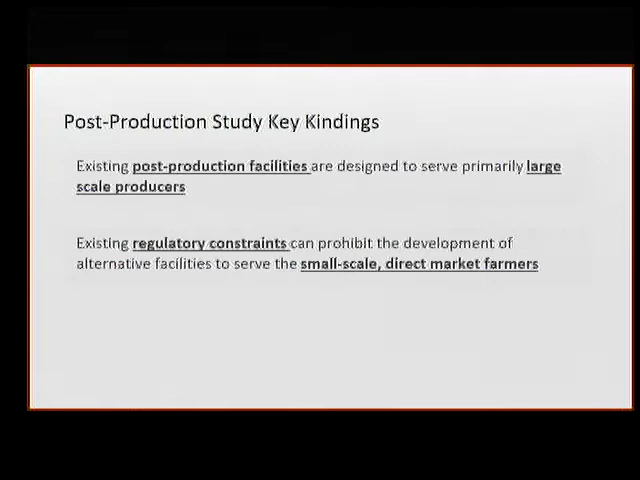 Post-Production Study Key Kindings
Existing post-production facilities are designed to serve primarily large
scale producers
Existing regulatory constraints can prohibit the development of
alternative facilities to serve the small-scale, direct market farmers